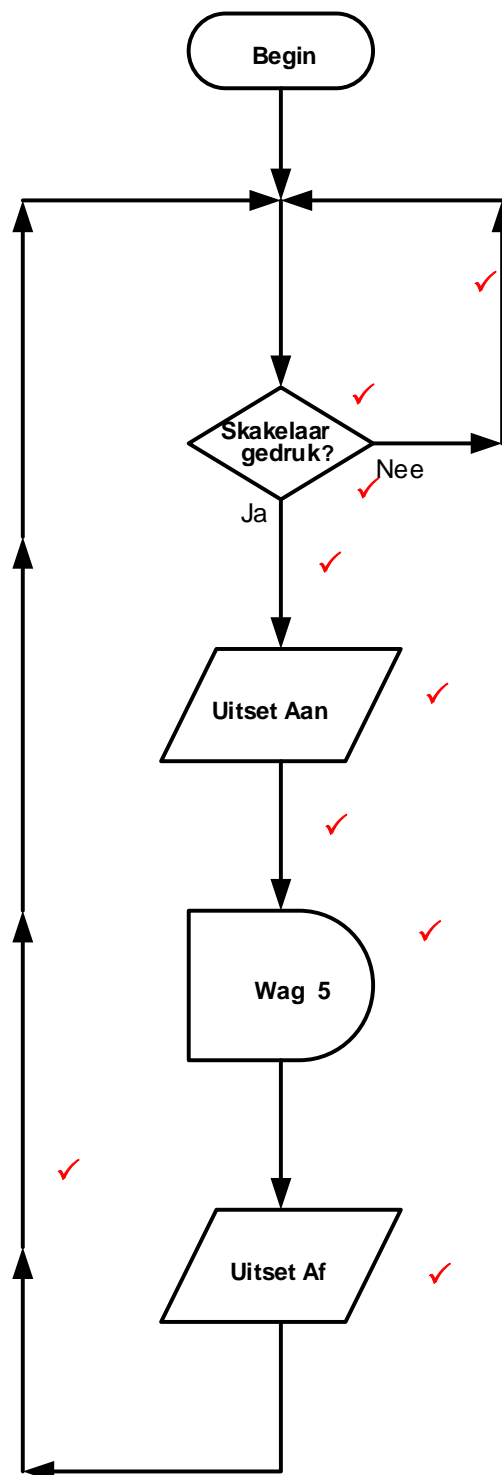 Begin
Skakelaar
gedruk?
Nee
Ja
Uitset Aan
Wag 5
Uitset Af